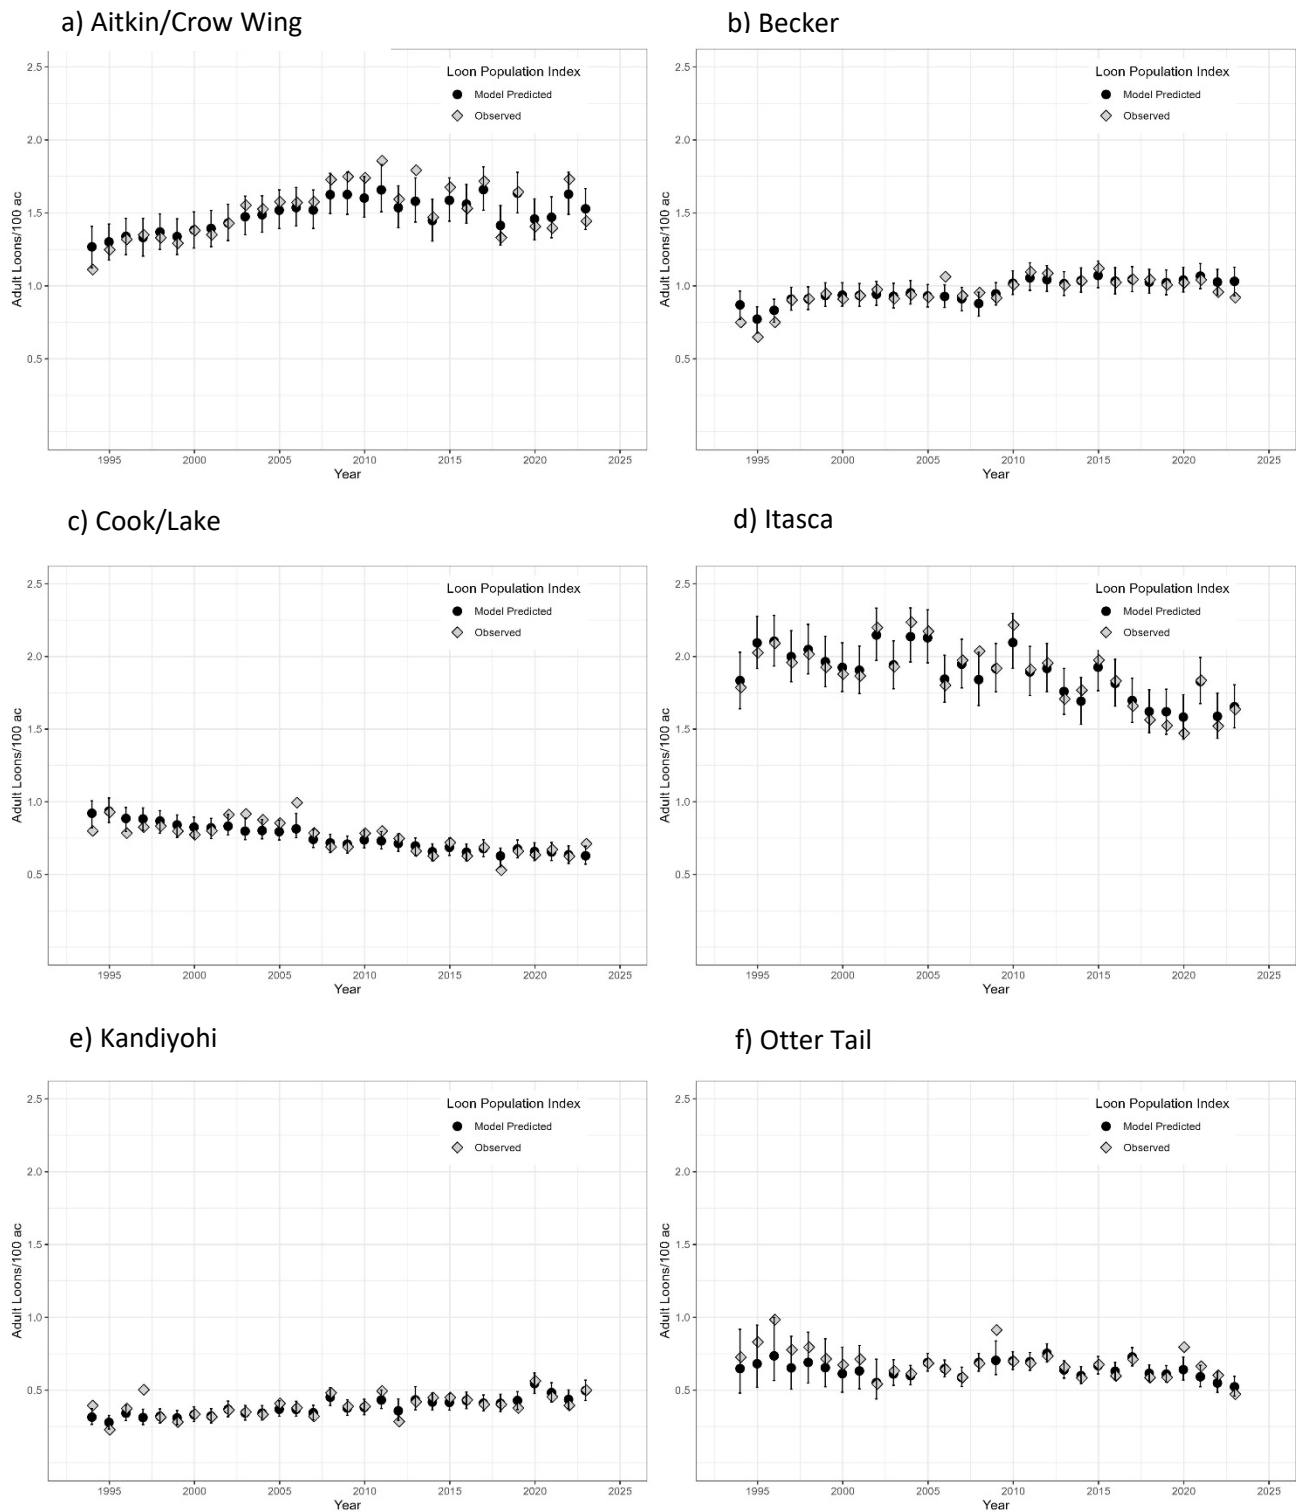 a) Aitkin/Crow Wing
Loon Population Index
Model Predicted
Observed
Adult Loons/100 ac
2.5
2.0
1.5
1.0
0.5
1995 2000 2005 2010 2015 2020 2025
Year
b) Becker
Loon Population Index
Model Predicted
Observed
Adult Loons/100 ac
2.5
2.0
1.5
1.0
0.5
1995 2000 2005 2010 2015 2020 2025
Year
c) Cook/Lake
Loon Population Index
Model Predicted
Observed
Adult Loons/100 ac
2.5
2.0
1.5
1.0
0.5
1995 2000 2005 2010 2015 2020 2025
Year
d) Itasca
Loon Population Index
Model Predicted
Observed
Adult Loons/100 ac
2.5
2.0
1.5
1.0
0.5
1995 2000 2005 2010 2015 2020 2025
Year
e) Kandiyohi
Loon Population Index
Model Predicted
Observed
Adult Loons/100 ac
2.5
2.0
1.5
1.0
0.5
1995 2000 2005 2010 2015 2020 2025
Year
f) Otter Tail
Loon Population Index
Model Predicted
Observed
Adult Loons/100 ac
2.5
2.0
1.5
1.0
0.5
1995 2000 2005 2010 2015 2020 2025
Year